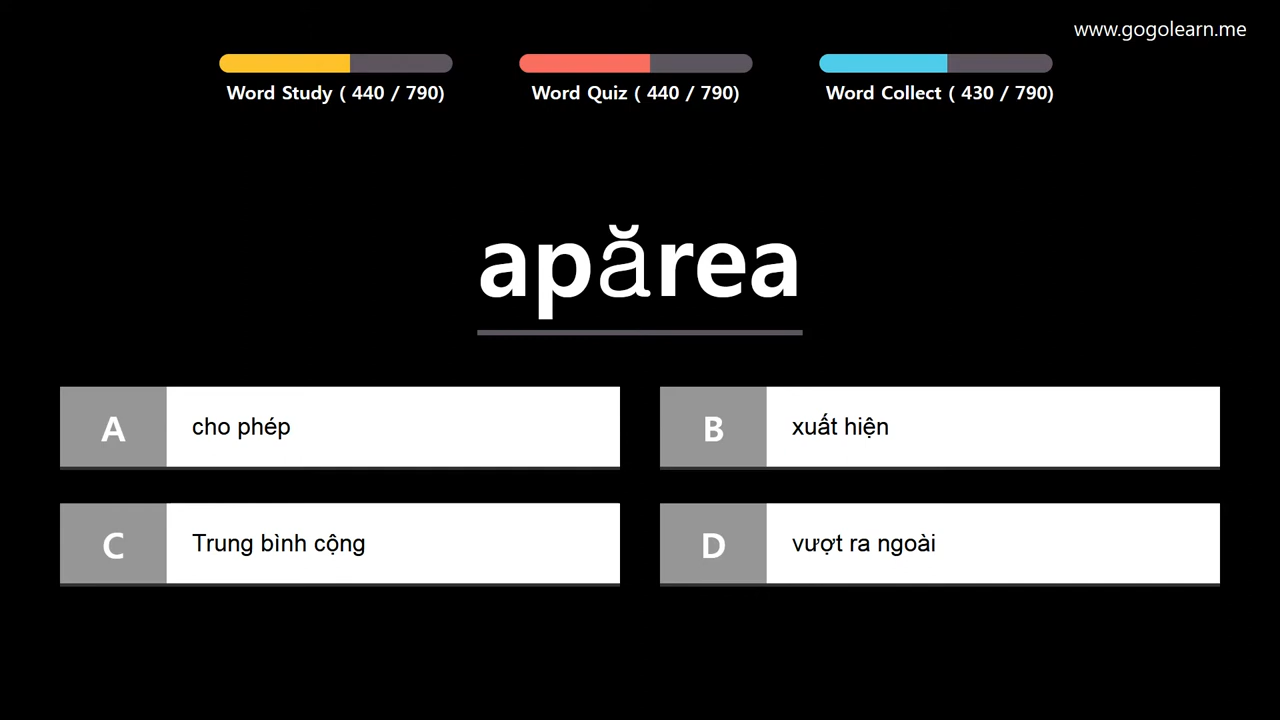 www.gogolearn.me
Word Study ( 440 / 790)
Word Quiz ( 440 / 790)
Word Collect ( 430 / 790)
apărea
A cho phép
B xuất hiện
C Trung bình cộng
D vượt ra ngoài